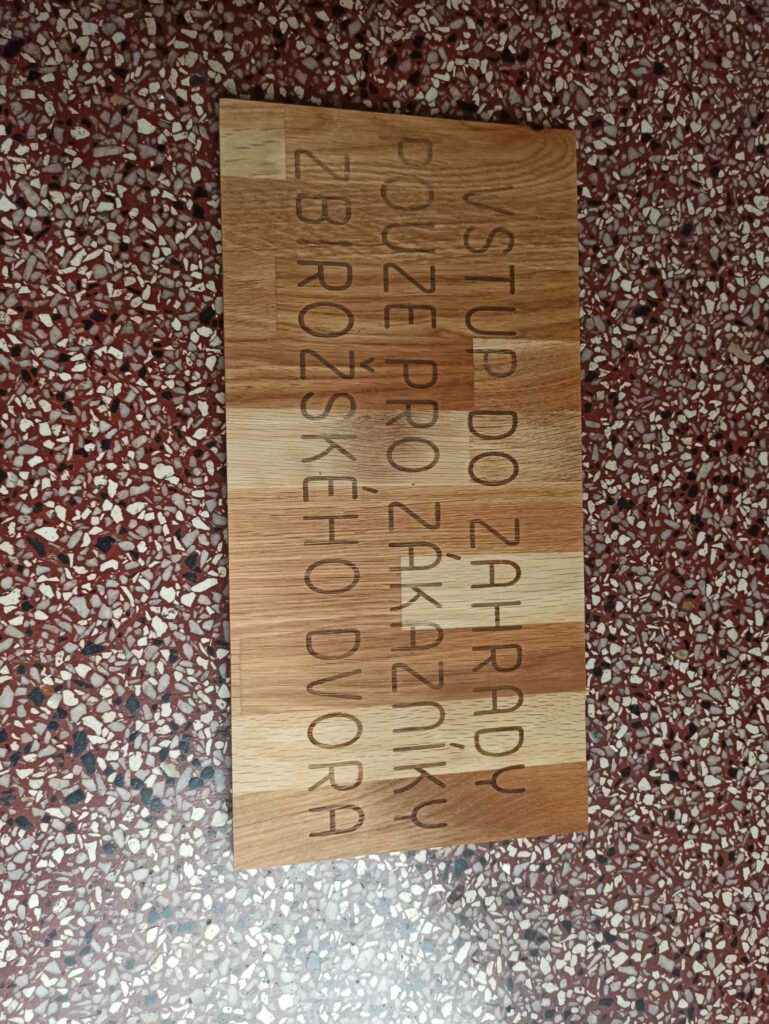 VSTUP DO ZAHRADY
POUZE PRO ZÁKAZNÍKY
ZBIROŽSKÉHO DVORA